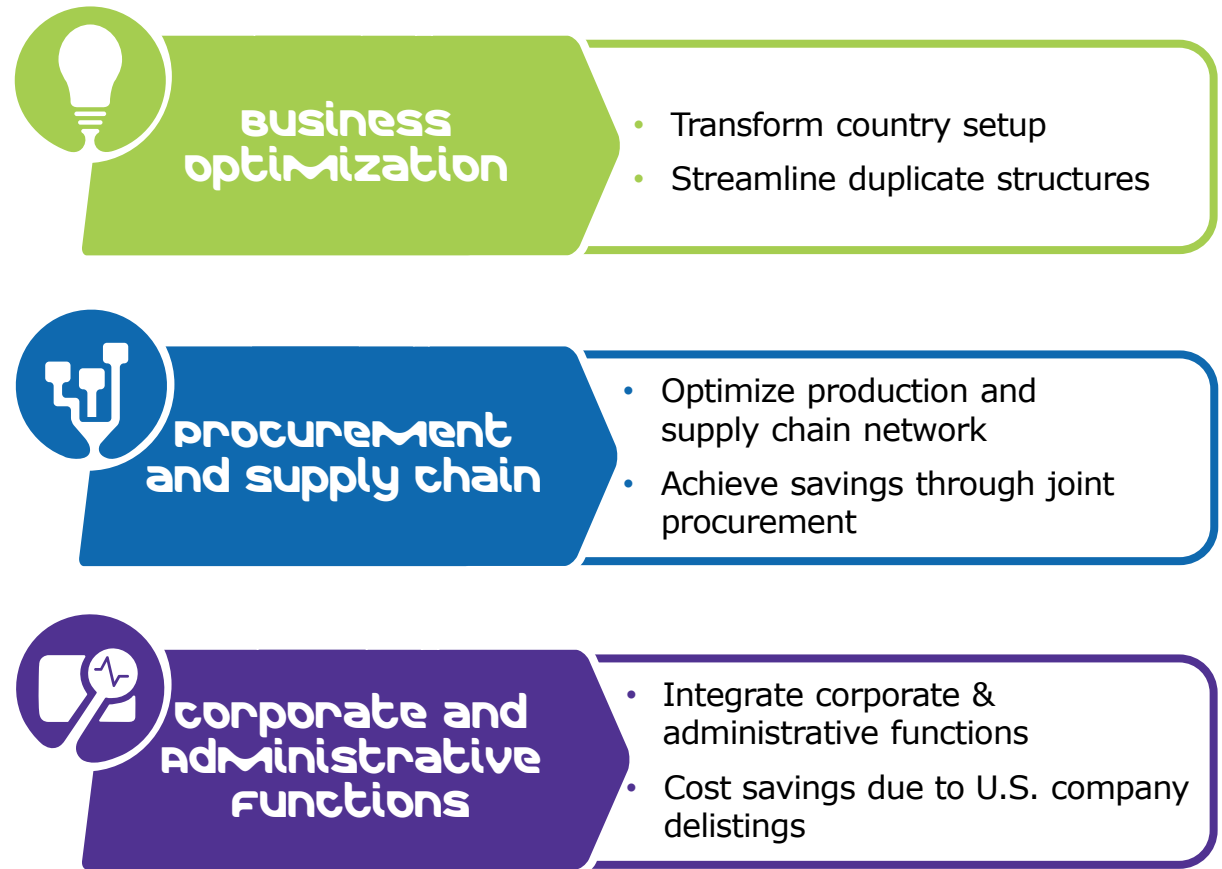 Business
optimization
• Transform country setup
• Streamline duplicate structures
Procurement
and supply chain
• Optimize production and
supply chain network
• Achieve savings through joint
procurement
Corporate and
Administrative
Functions
• Integrate corporate &
administrative functions
• Cost savings due to U.S. company
delistings